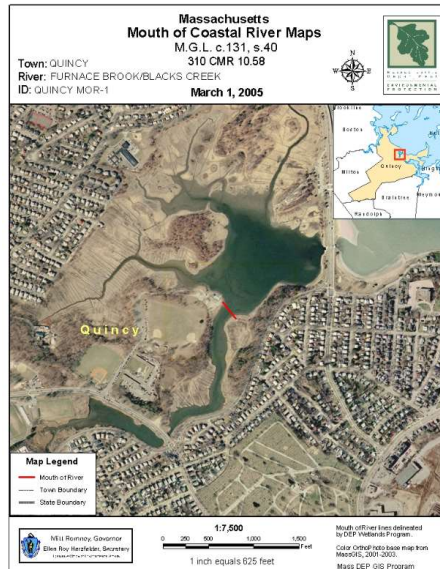 Massachusetts
Mouth of Coastal River Maps
M.G.L. c.131, s.40
310 CMR 10.58
Town: QUINCY
River: FURNACE BROOK/BLACKS CREEK
ID: QUINCY MOR-1
March 1, 2005
N
ENVIRONMENTAL
PROTECTION
Boston
Milton
Quincy
Braintree
Randolph
Quincy
Map Legend
Mouth of River
Town Boundary
State Boundary
Mitt Romney, Governor
Ellen Roy Herzfelder, Secretary
1:7,500
0 250 500 1,000 1,500
Feet
1 inch equals 625 feet
Mouth of River lines delineated
by DEP Wetlands Program.
Color Ortho Photo base map from
MassGIS, 2001-2003.
Mass DEP GIS Program